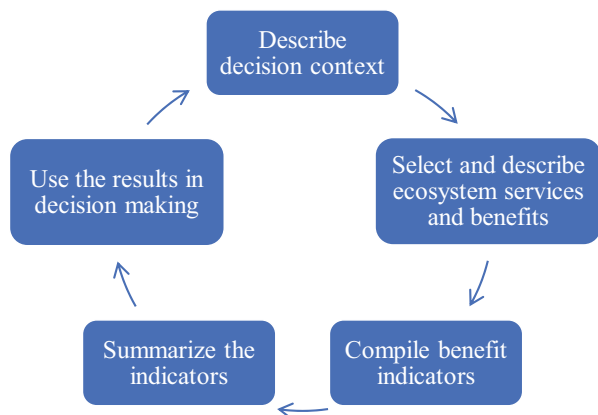 Describe
decision context
Select and describe
ecosystem services
and benefits
Compile benefit
indicators
Summarize the
indicators
Use the results in
decision making